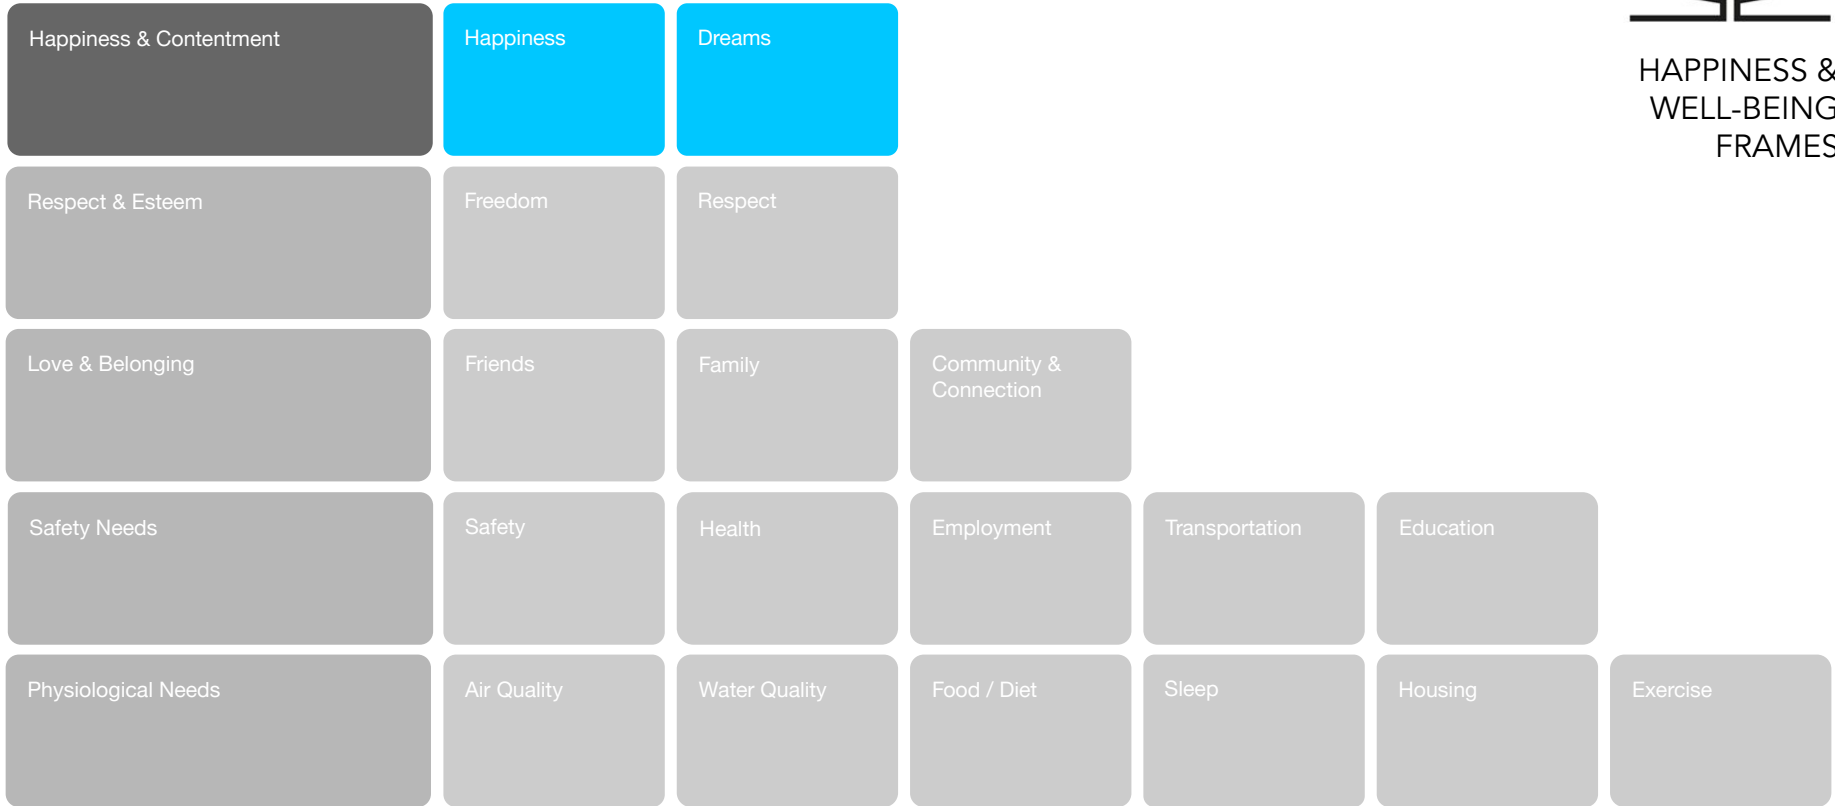 Happiness & Contentment
Happiness
Dreams
HAPPINESS &
WELL-BEING
FRAMES
Respect & Esteem
Freedom
Respect
Love & Belonging
Friends
Family
Community &
Connection
Safety Needs
Safety
Health
Employment
Transportation
Education
Physiological Needs
Air Quality
Water Quality
Food / Diet
Sleep
Housing
Exercise